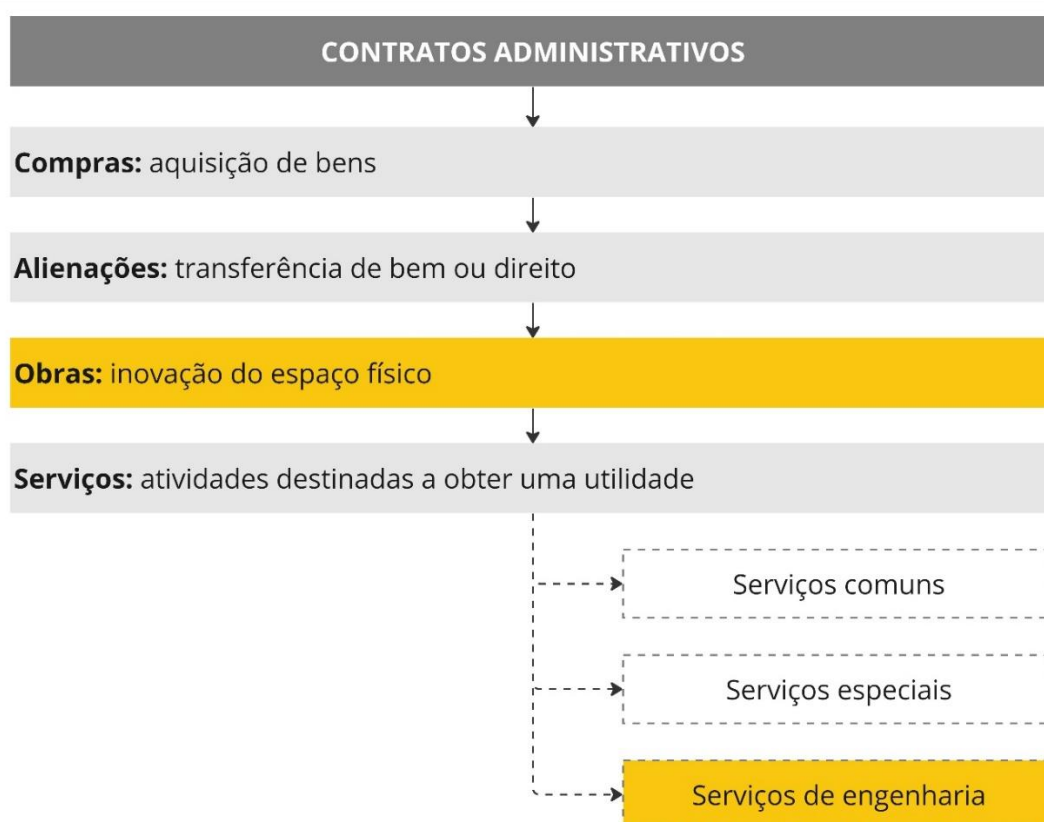 CONTRATOS ADMINISTRATIVOS
Compras: aquisição de bens
Alienações: transferência de bem ou direito
Obras: inovação do espaço físico
Serviços: atividades destinadas a obter uma utilidade
Serviços comuns
Serviços especiais
Serviços de engenharia